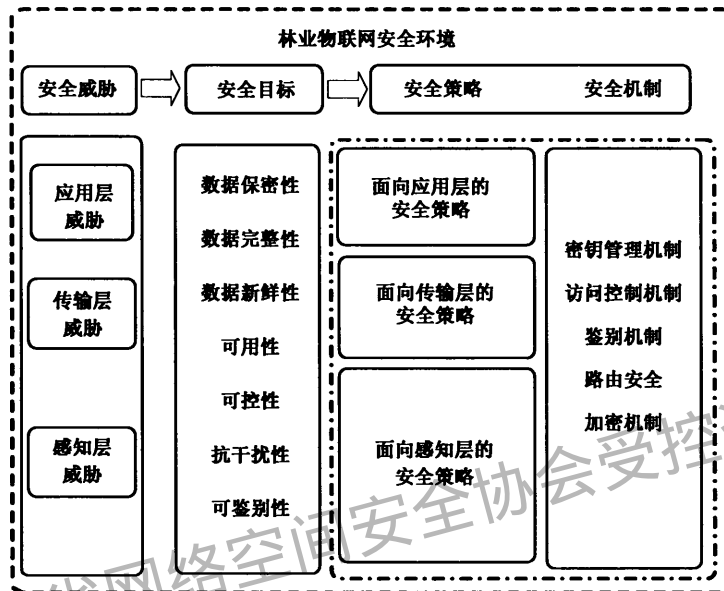 林业物联网安全环境
安全威胁
安全目标
安全策略
安全机制
应用层
威胁
传输层
威胁
感知层
威胁
数据保密性
数据完整性
数据新鲜性
可用性
可控性
抗干扰性
可鉴别性
面向应用层的
安全策略
面向传输层的
安全策略
面向感知层的
安全策略
密钥管理机制
访问控制机制
鉴别机制
路由安全
加密机制
网络空间安全协会受控